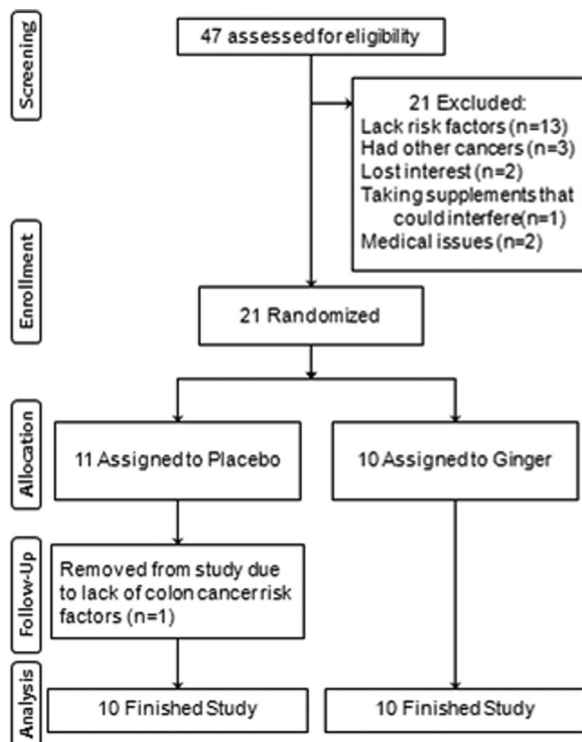 Screening
47 assessed for eligibility
21 Excluded:
Lack risk factors (n=13)
Had other cancers (n=3)
Lost interest (n=2)
Taking supplements that
could interfere(n=1)
Medical issues (n=2)
Enrollment
21 Randomized
Allocation
11 Assigned to Placebo
10 Assigned to Ginger
Follow-Up
Removed from study due
to lack of colon cancer risk
factors (n=1)
Analysis
10 Finished Study
10 Finished Study